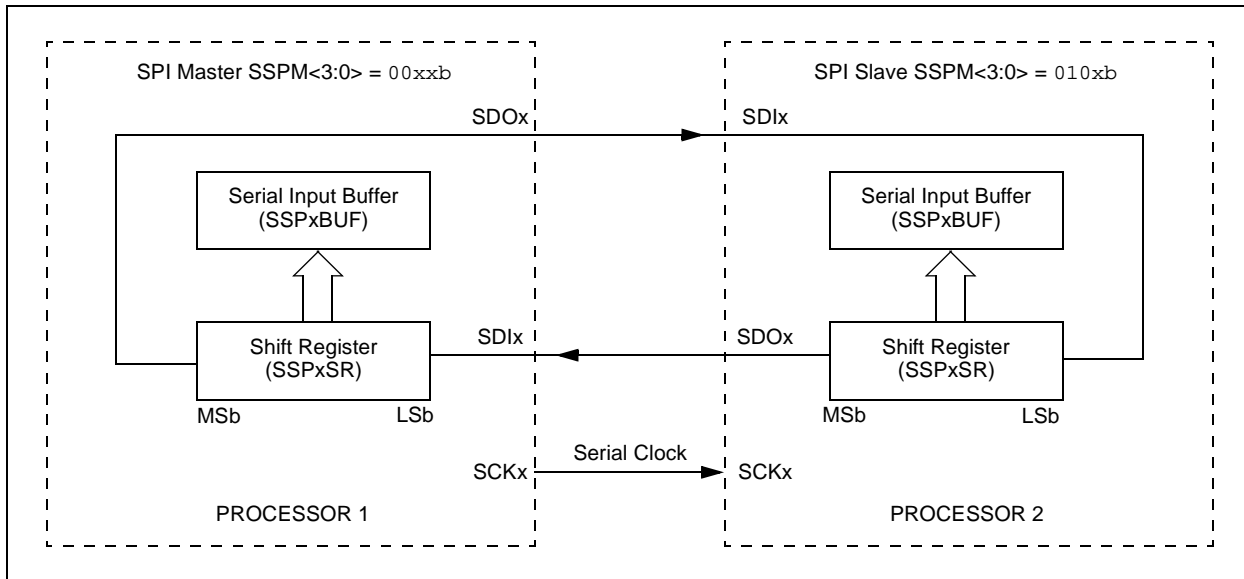 SPI Master SSPM<3:0> = 00xxb
SDOx
Serial Input Buffer
(SSPxBUF)
Shift Register
(SSPxSR)
MSb
LSb
SDIx
SCKx
PROCESSOR 1
Serial Clock
SPI Slave SSPM<3:0> = 010xb
SDIx
Serial Input Buffer
(SSPxBUF)
SDOx
Shift Register
(SSPxSR)
MSb
LSb
SCKx
PROCESSOR 2